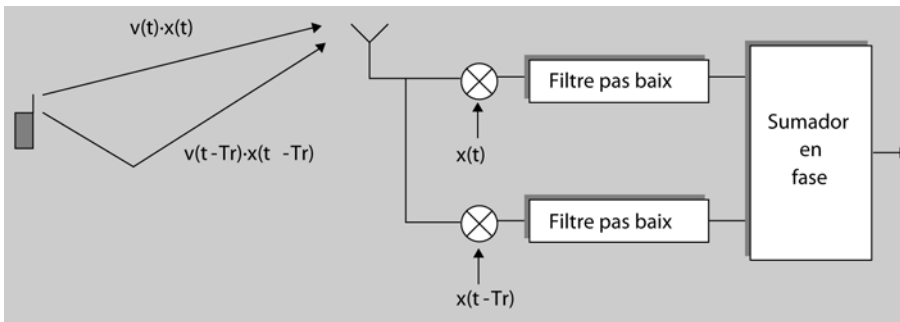 v(t)·x(t)
v(t -Tr)·x(t -Tr)
x(t)
Filtre pas baix
Sumador
en
fase
Filtre pas baix
x(t -Tr)